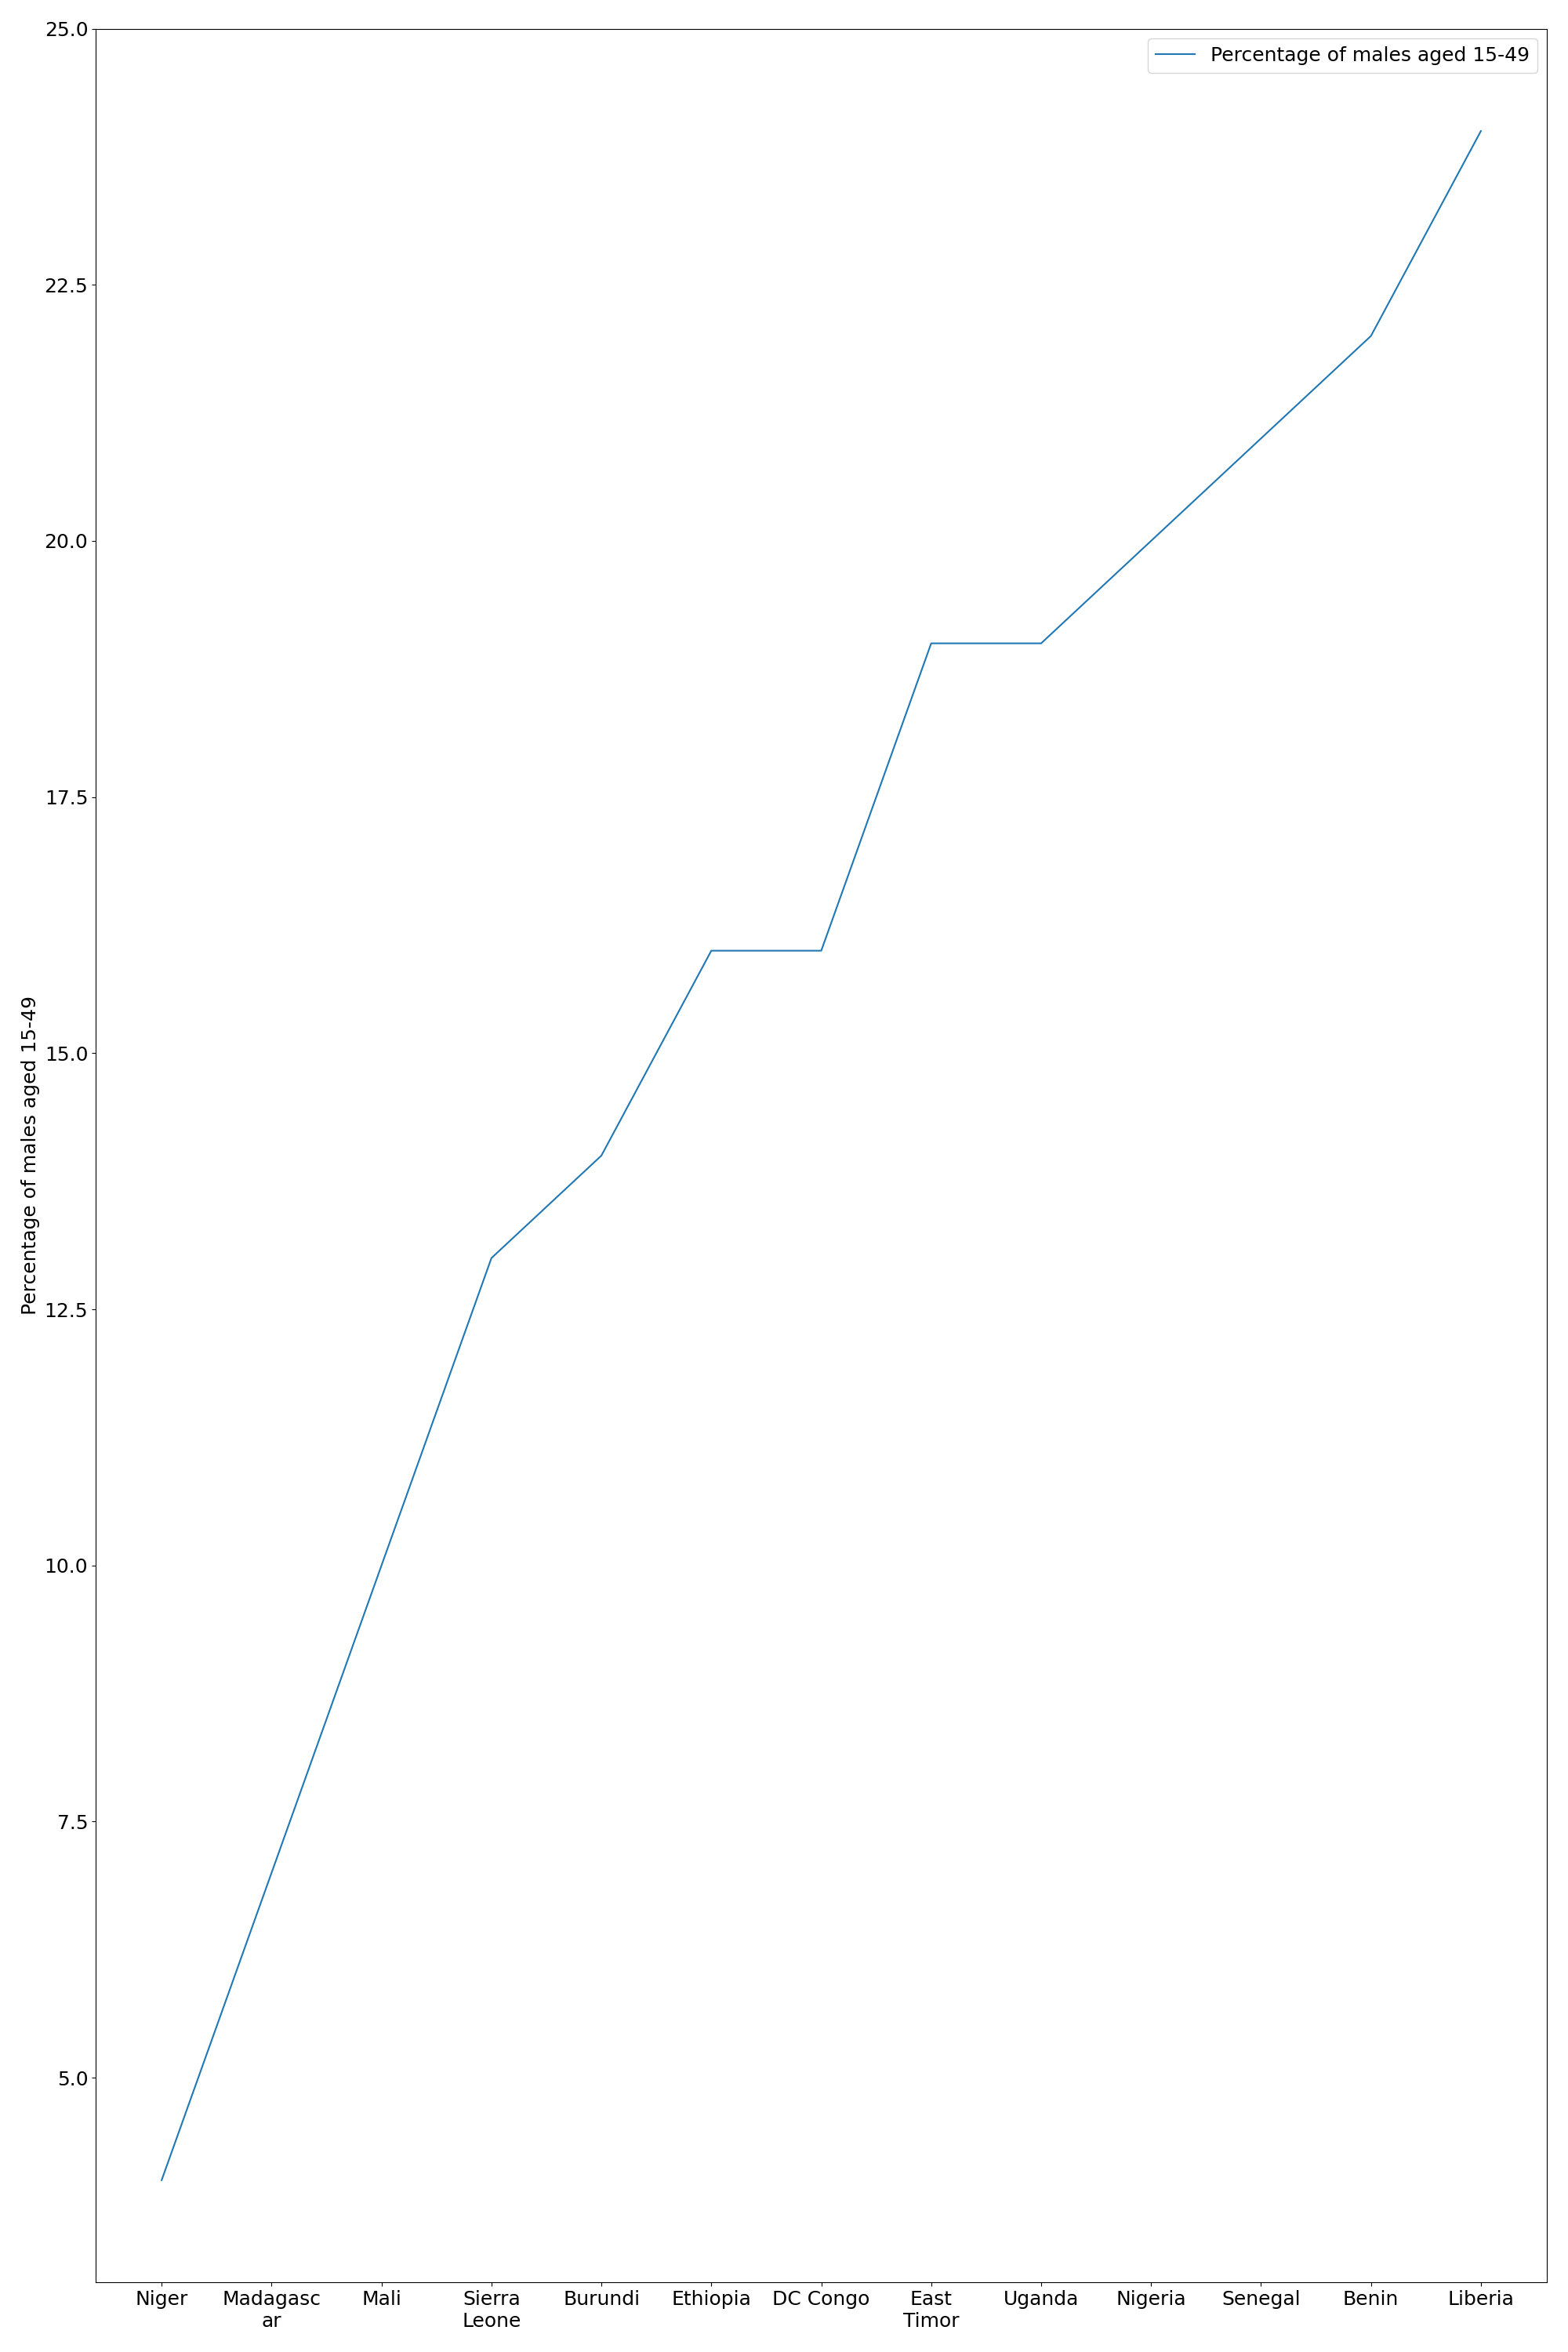 Percentage of males aged 15-49
25.0
22.5
20.0
17.5
15.0
12.5
10.0
7.5
5.0
Percentage of males aged 15-49
Niger Madagasc Mali Sierra Burundi Ethiopia DC Congo East Uganda Nigeria Senegal Benin Liberia
ar Leone Timor